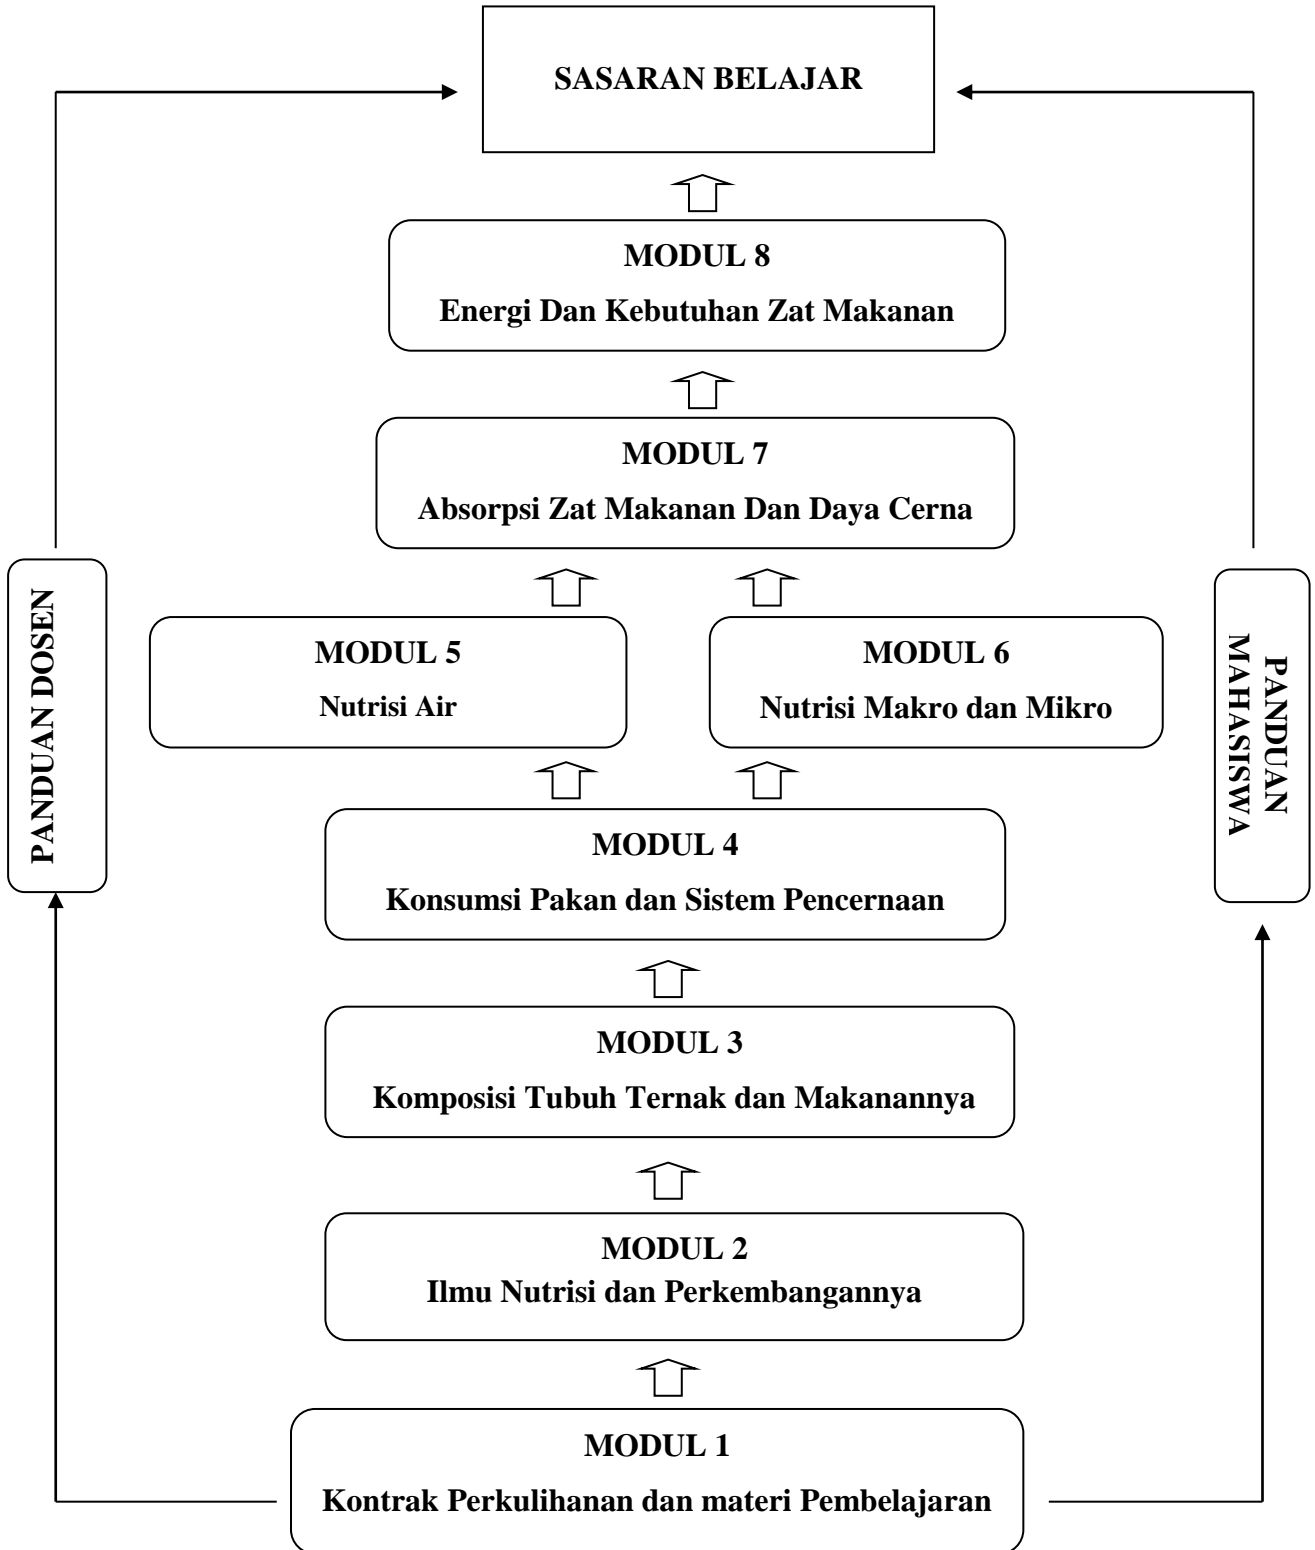 SASARAN BELAJAR
MODUL 8
Energi Dan Kebutuhan Zat Makanan
MODUL 7
Absorpsi Zat Makanan Dan Daya Cerna
PANDUAN DOSEN
MODUL 5
Nutrisi Air
MODUL 6
Nutrisi Makro dan Mikro
PANDUAN
MAHASISWA
MODUL 4
Konsumsi Pakan dan Sistem Pencernaan
MODUL 3
Komposisi Tubuh Ternak dan Makanannya
MODUL 2
Ilmu Nutrisi dan Perkembangannya
MODUL 1
Kontrak Perkulihanan dan materi Pembelajaran